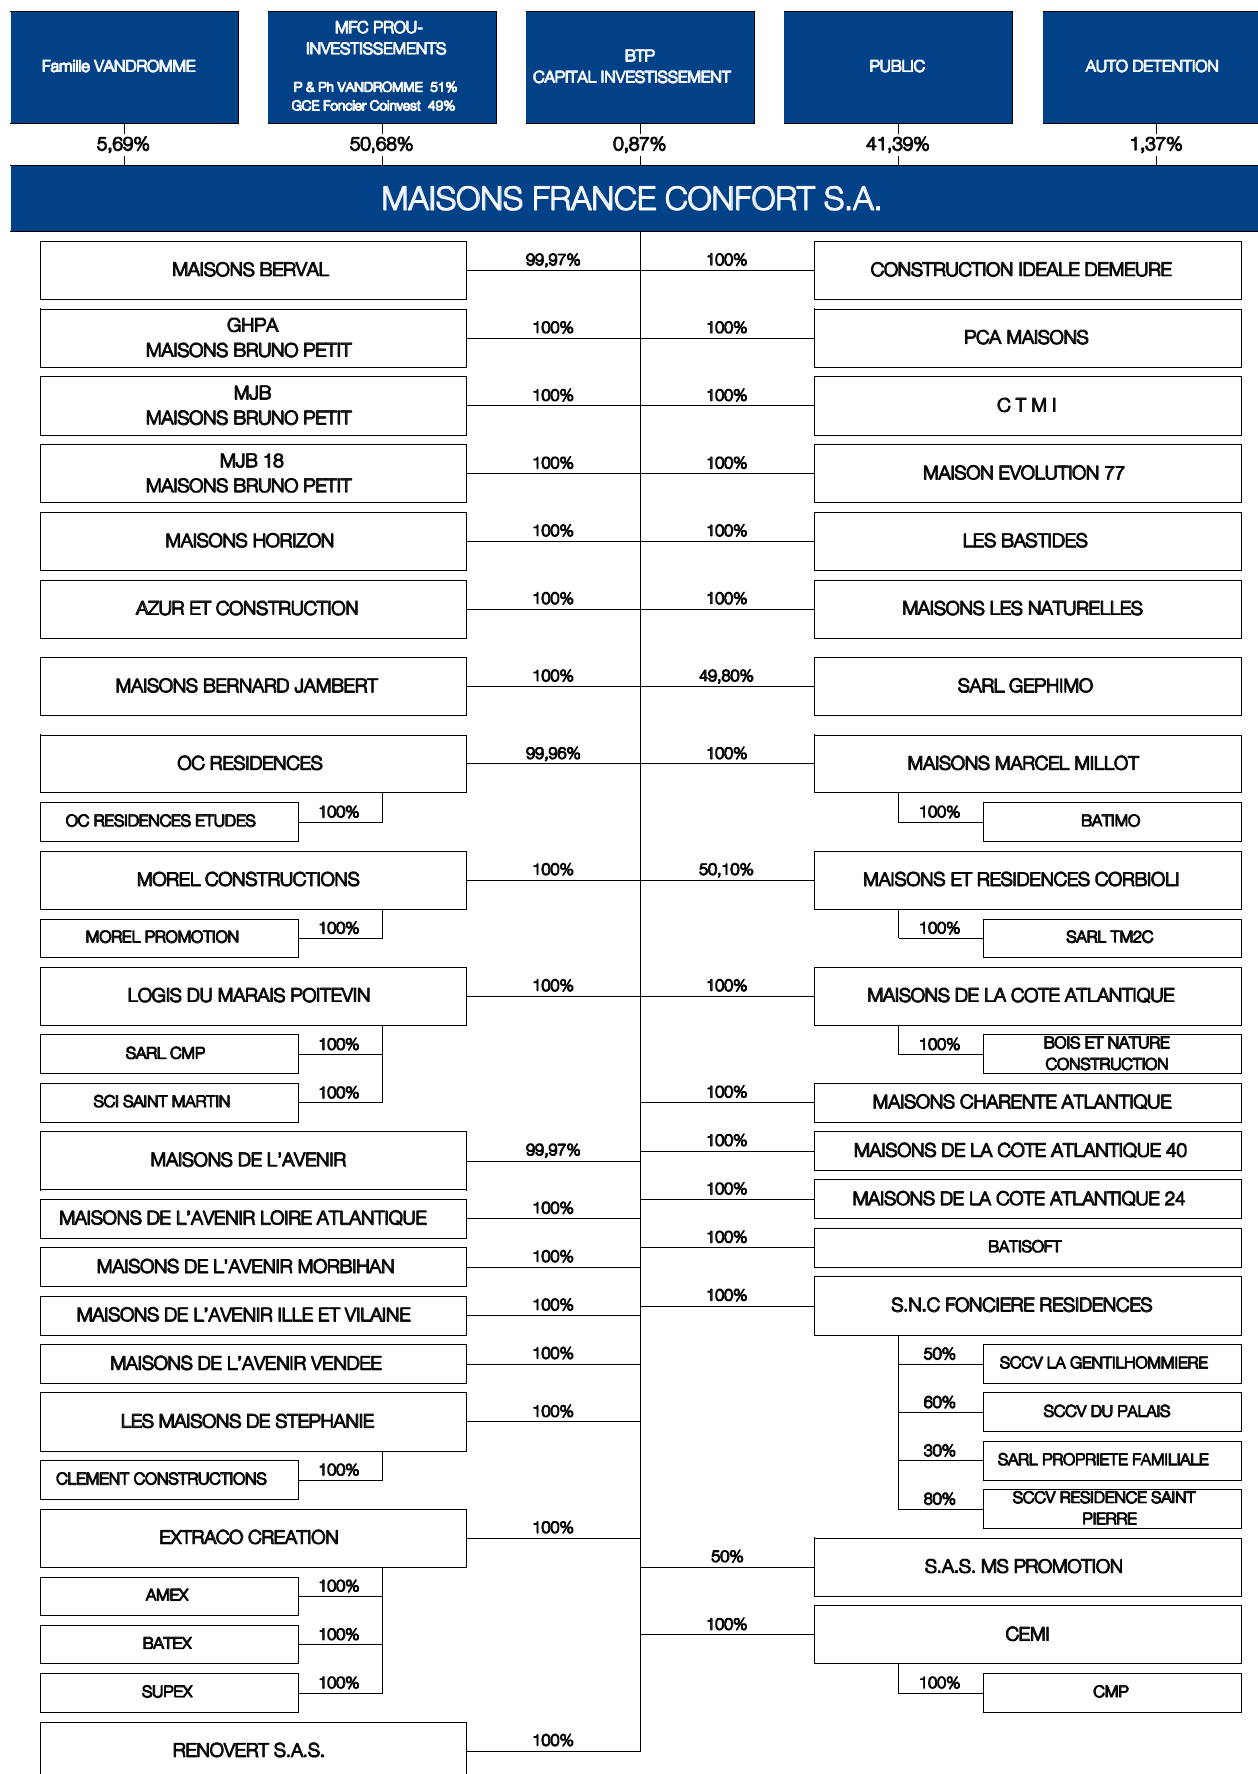 Famille VANDROMME
MFC PROU-
INVESTISSEMENTS
P & Ph VANDROMME 51%
GCE Foncier Coinvest 49%
BTP
CAPITAL INVESTISSEMENT
PUBLIC
AUTO DETENTION
5,69%
50,68%
0,87%
41,39%
1,37%
MAISONS FRANCE CONFORT S.A.
MAISONS BERVAL
99,97%
100%
CONSTRUCTION IDEALE DEMEURE
GHPA
MAISONS BRUNO PETIT
100%
100%
PCA MAISONS
MJB
MAISONS BRUNO PETIT
100%
100%
C T M I
MJB 18
MAISONS BRUNO PETIT
100%
100%
MAISON EVOLUTION 77
MAISONS HORIZON
100%
100%
LES BASTIDES
AZUR ET CONSTRUCTION
100%
100%
MAISONS LES NATURELLES
MAISONS BERNARD JAMBERT
100%
49,80%
SARL GEPHIMO
OC RESIDENCES
99,96%
100%
MAISONS MARCEL MILLOT
OC RESIDENCES ETUDES
100%
100%
BATIMO
MOREL CONSTRUCTIONS
100%
50,10%
MAISONS ET RESIDENCES CORBIOLI
MOREL PROMOTION
100%
100%
SARL TM2C
LOGIS DU MARAIS POITEVIN
100%
100%
MAISONS DE LA COTE ATLANTIQUE
SARL CMP
100%
100%
BOIS ET NATURE
CONSTRUCTION
SCI SAINT MARTIN
100%
100%
MAISONS CHARENTE ATLANTIQUE
MAISONS DE L'AVENIR
99,97%
100%
MAISONS DE LA COTE ATLANTIQUE 40
MAISONS DE L'AVENIR LOIRE ATLANTIQUE
100%
100%
MAISONS DE LA COTE ATLANTIQUE 24
MAISONS DE L'AVENIR MORBIHAN
100%
100%
BATISOFT
MAISONS DE L'AVENIR ILLE ET VILAINE
100%
100%
S.N.C FONCIERE RESIDENCES
MAISONS DE L'AVENIR VENDEE
100%
50%
SCCV LA GENTILHOMMIERE
LES MAISONS DE STEPHANIE
100%
60%
SCCV DU PALAIS
CLEMENT CONSTRUCTIONS
100%
30%
SARL PROPRIETE FAMILIALE
80%
SCCV RESIDENCE SAINT
PIERRE
EXTRACO CREATION
100%
50%
S.A.S. MS PROMOTION
AMEX
100%
BATEX
100%
100%
CEMI
SUPEX
100%
100%
CMP
RENOVERT S.A.S.
100%